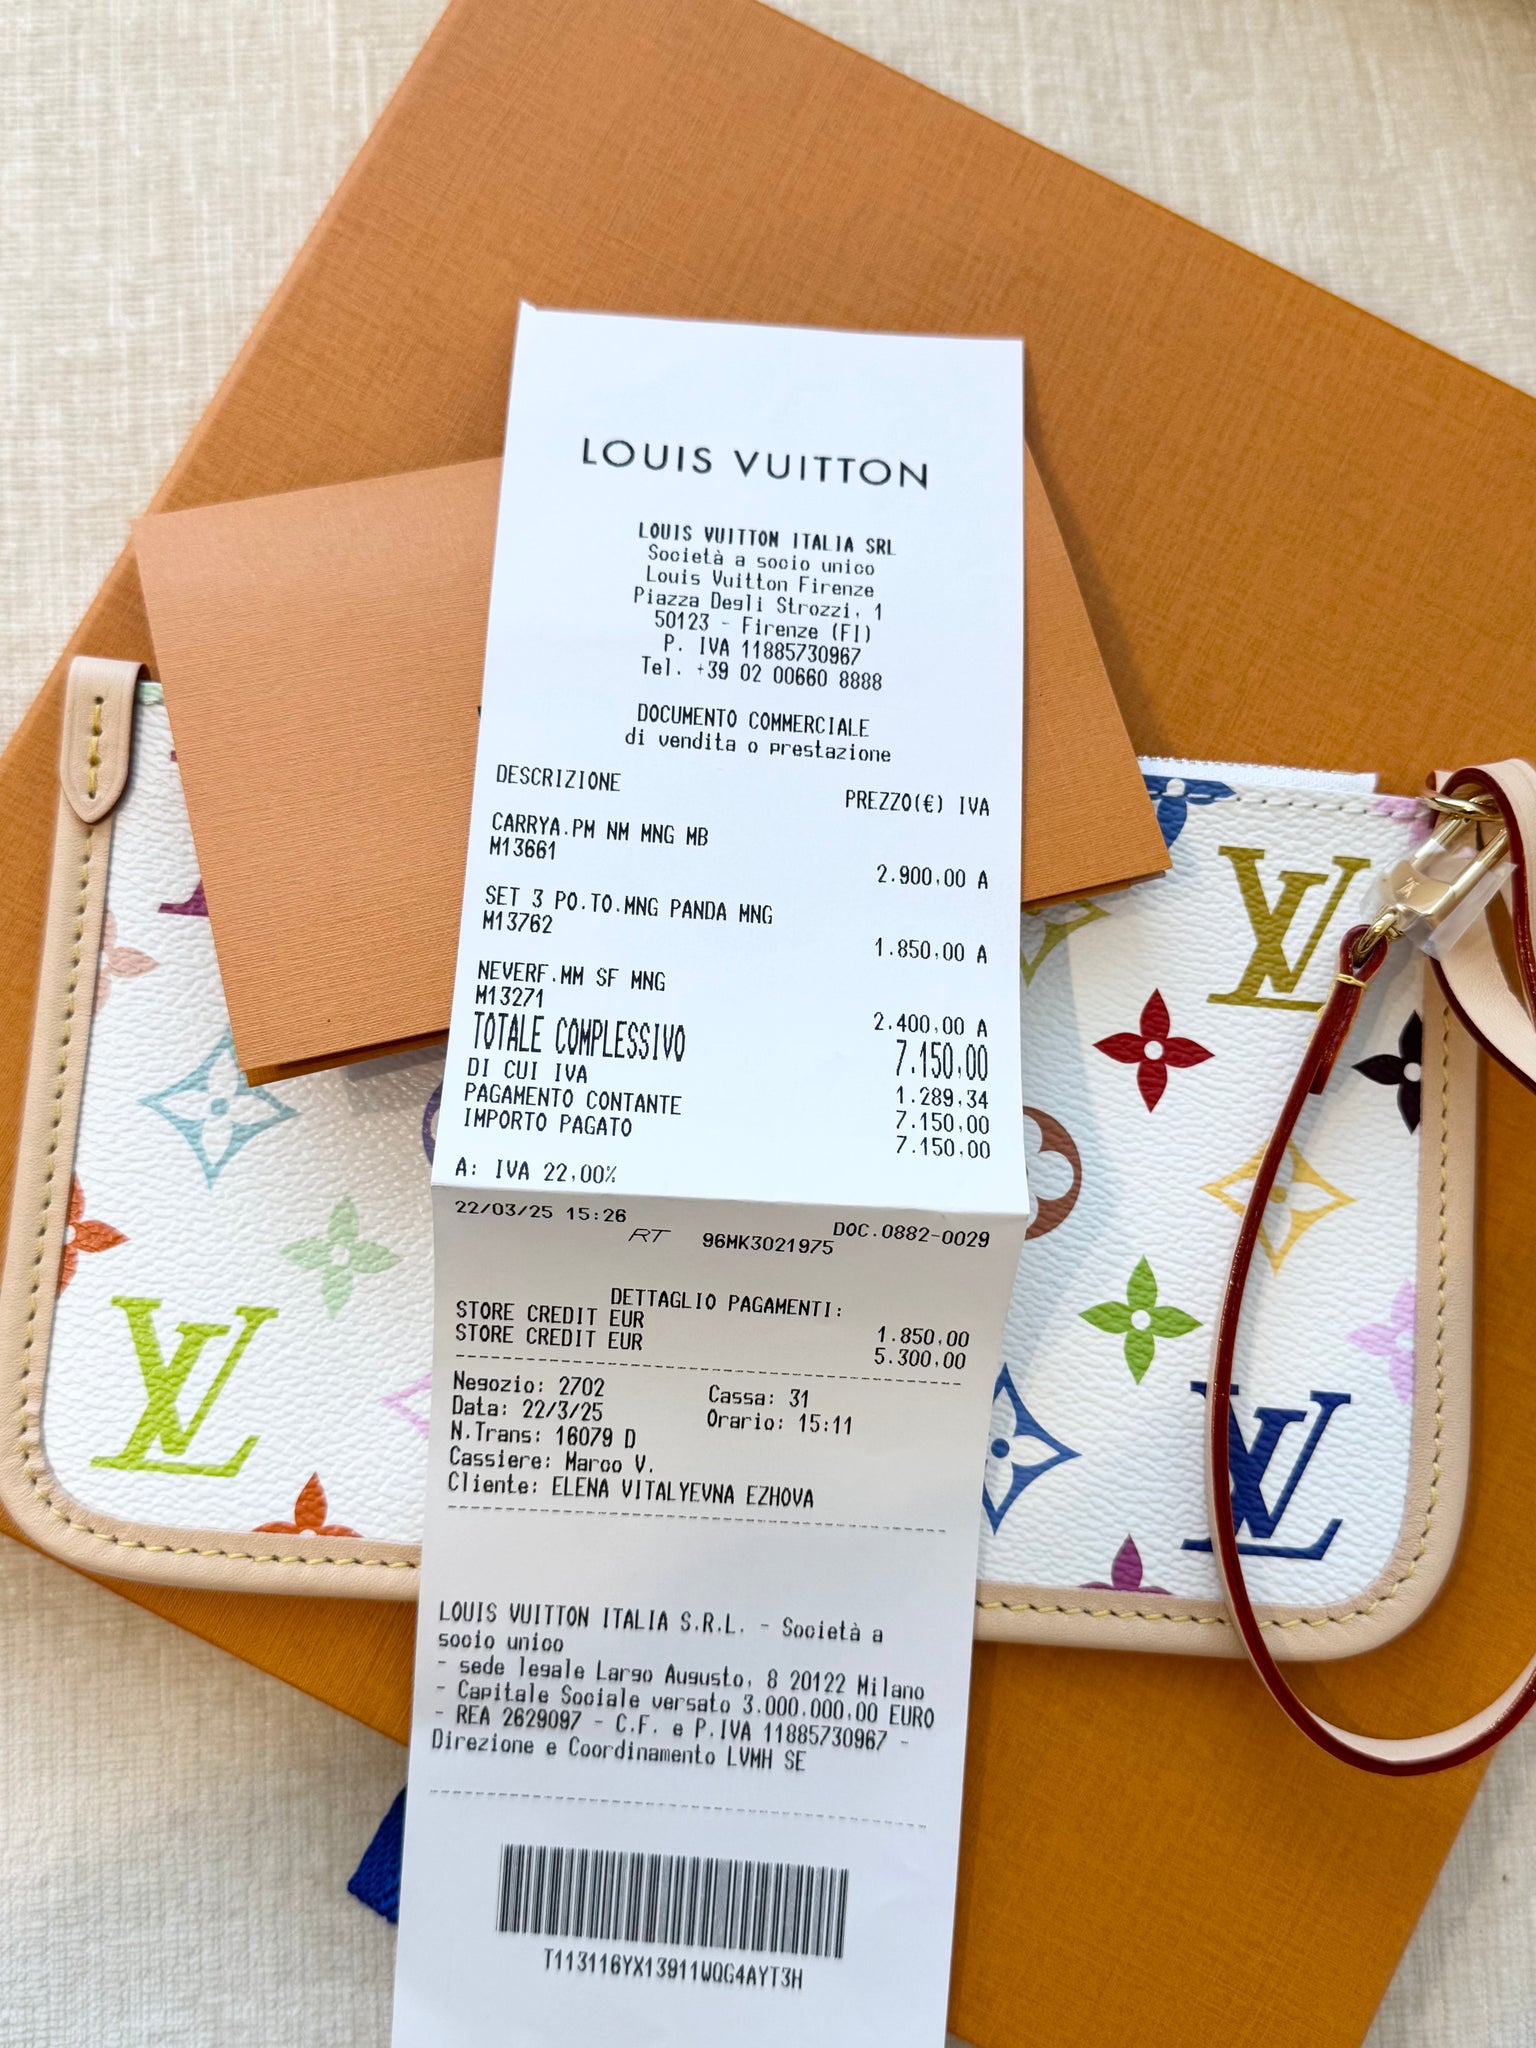 LOUIS VUITTON
LOUIS VUITTON ITALIA SRL
Società a socio unico
Louis Vuitton Firenze
Piazza Degli Strozzi, 1
50123 - Firenze (FI)
P. IVA 11885730967
Tel. +39 02 00660 8888
DOCUMENTO COMMERCIALE
di vendita o prestazione
DESCRIZIONE PREZZO(€) IVA
CARRYA.PM NM MNG MB
M13661 2.900,00 A
SET 3 PO.TO.MNG PANDA MNG
M13762 1.850,00 A
NEVERF.MM SF MNG
M13271 2.400,00 A
TOTALE COMPLESSIVO 7.150,00
DI CUI IVA 1.289,34
PAGAMENTO CONTANTE 7.150,00
IMPORTO PAGATO 7.150,00
A: IVA 22,00%
22/03/25 15:26 DOC.0882-0029
RT 96MK3021975
DETTAGLIO PAGAMENTI:
STORE CREDIT EUR 1.850,00
STORE CREDIT EUR 5.300,00
Negozio: 2702 Cassa: 31
Data: 22/3/25 Orario: 15:11
N.Trans: 16079 D
Cassiere: Marco V.
Cliente: ELENA VITALYEVNA EZHOVA
LOUIS VUITTON ITALIA S.R.L. - Società a
socio unico
- sede legale Largo Augusto, 8 20122 Milano
- Capitale Sociale versato 3.000.000,00 EURO
- REA 2629097 - C.F. e P.IVA 11885730967 -
Direzione e Coordinamento LVMH SE
T113116YX13911WQG4AYT3H
LV
LV
LV